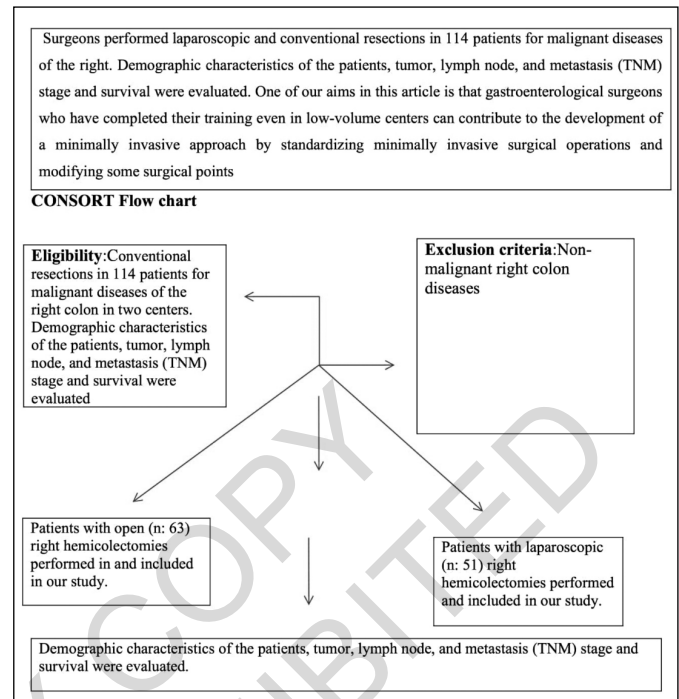 Surgeons performed laparoscopic and conventional resections in 114 patients for malignant diseases
of the right. Demographic characteristics of the patients, tumor, lymph node, and metastasis (TNM)
stage and survival were evaluated. One of our aims in this article is that gastroenterological surgeons
who have completed their training even in low-volume centers can contribute to the development of
a minimally invasive approach by standardizing minimally invasive surgical operations and
modifying some surgical points
CONSORT Flow chart
Eligibility:Conventional
resections in 114 patients for
malignant diseases of the
right colon in two centers.
Demographic characteristics
of the patients, tumor, lymph
node, and metastasis (TNM)
stage and survival were
evaluated
Exclusion criteria:Non-
malignant right colon
diseases
Patients with open (n: 63)
right hemicolectomies
performed in and included
in our study.
Patients with laparoscopic
(n: 51) right
hemicolectomies performed
and included in our study.
Demographic characteristics of the patients, tumor, lymph node, and metastasis (TNM) stage and
survival were evaluated.